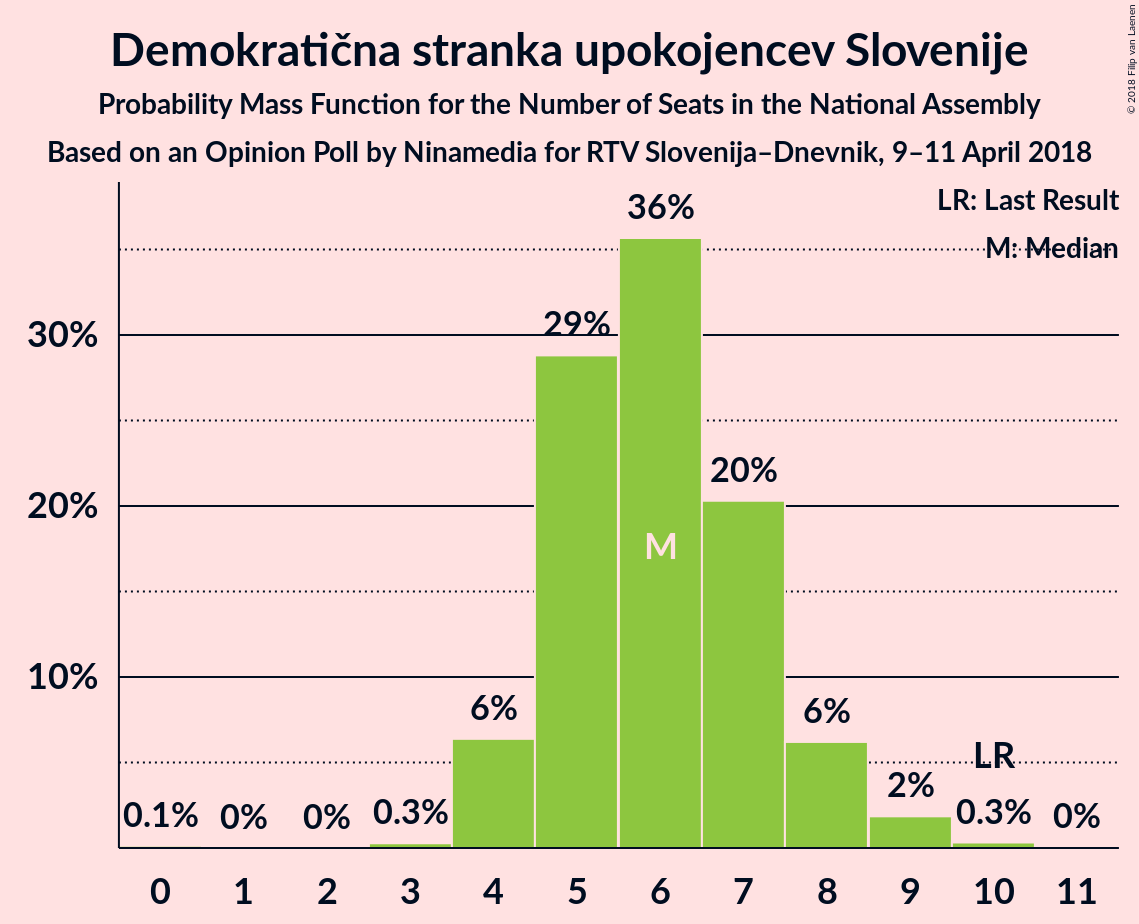 Demokratična stranka upokojencev Slovenije
Probability Mass Function for the Number of Seats in the National Assembly
Based on an Opinion Poll by Ninamedia for RTV Slovenija–Dnevnik, 9–11 April 2018
© 2018 Filip van Laenen
LR: Last Result
M: Median
36%
30%
29%
20%
20%
M
10%
6%
6%
LR
2%
0.1% 0% 0% 0.3% 0.3% 0%
0 1 2 3 4 5 6 7 8 9 10 11